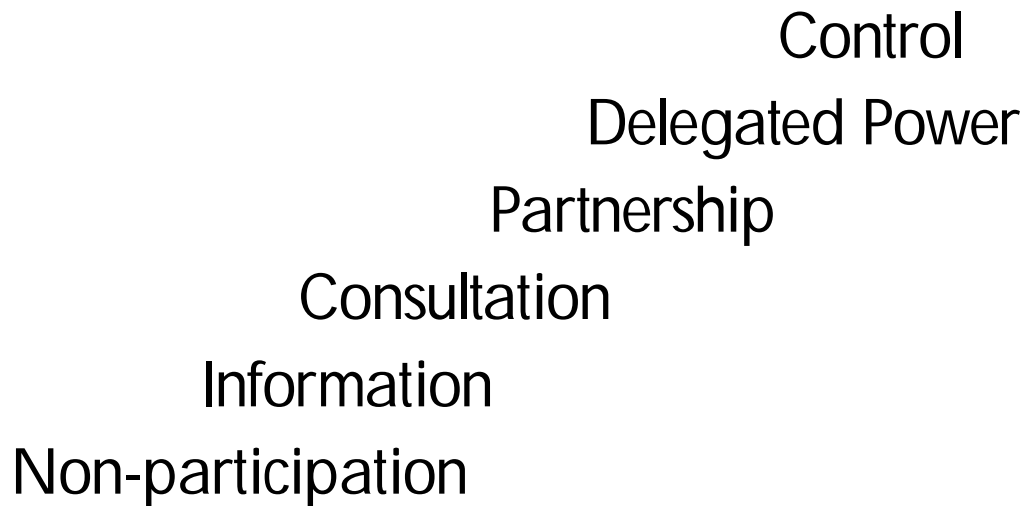 Control
Delegated Power
Partnership
Consultation
Information
Non-participation